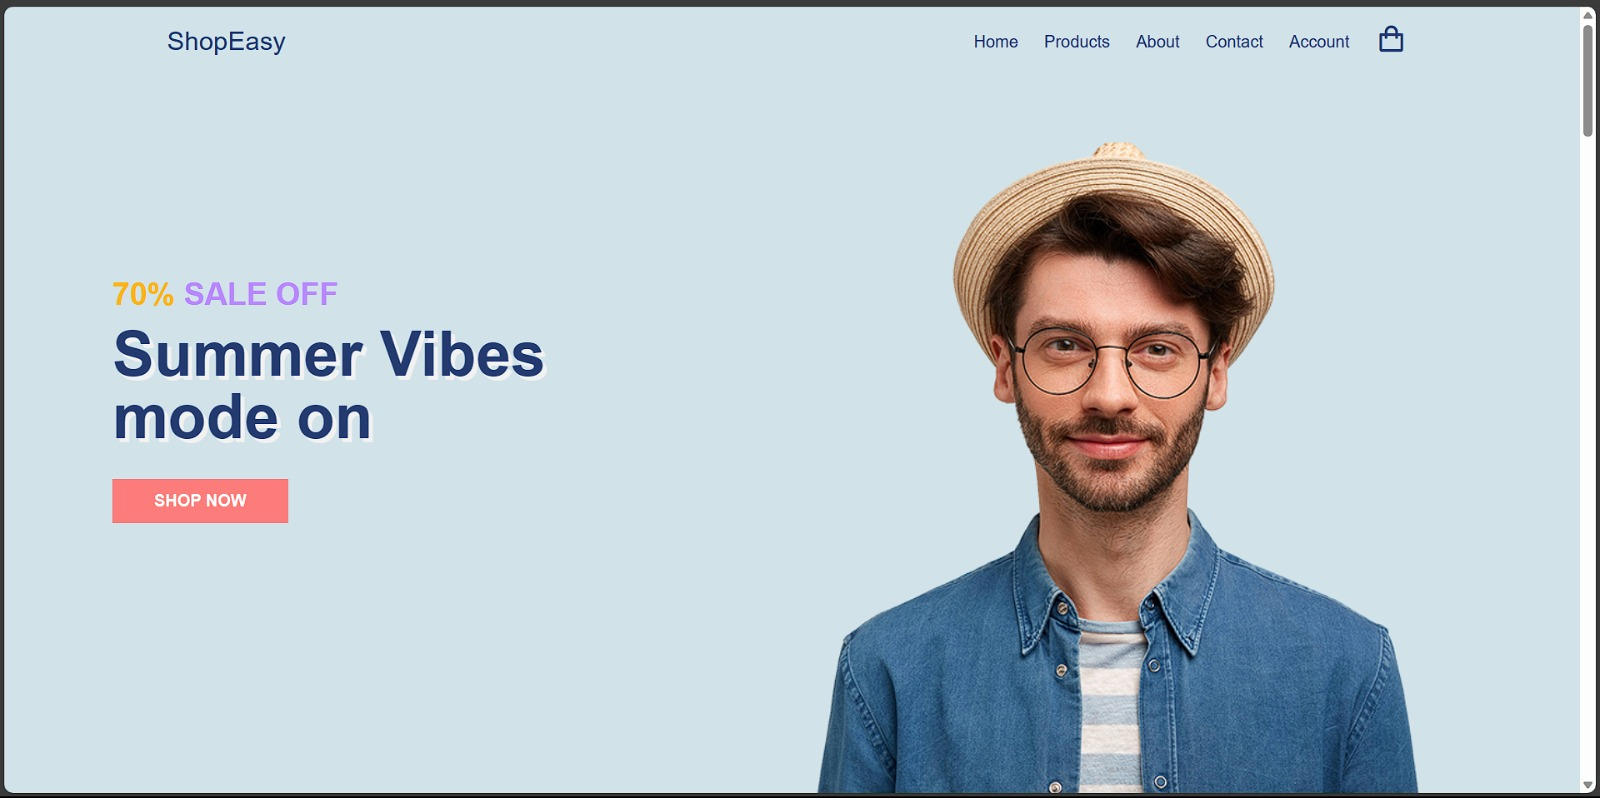 ShopEasy
Home Products About Contact Account
70% SALE OFF
Summer Vibes
mode on
SHOP NOW